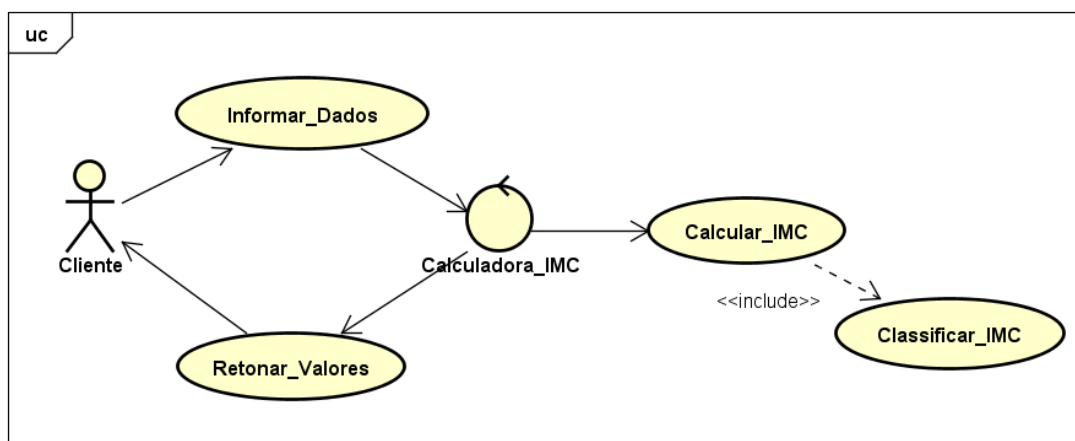 uc
Informar_Dados
Cliente
Calculadora_IMC
Calcular_IMC
<<include>>
Classificar_IMC
Retonar_Valores